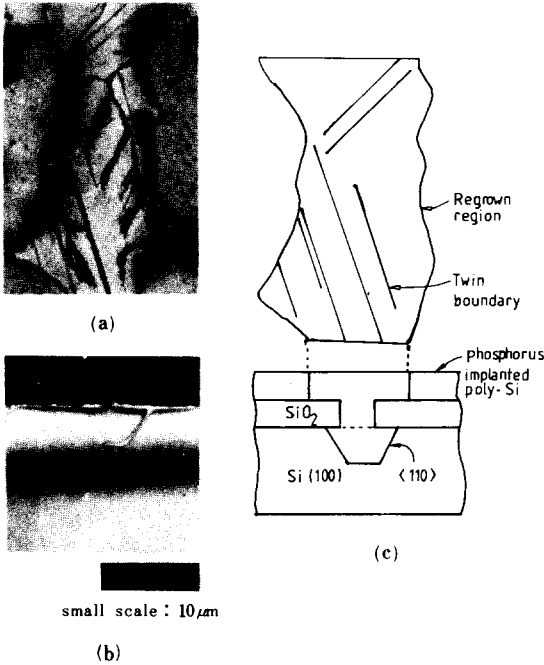 (a)
small scale : 10μm
(b)
Regrown
region
Twin
boundary
phosphorus
implanted
poly-Si
SiO₂
Si (100)
⟨110⟩
(c)